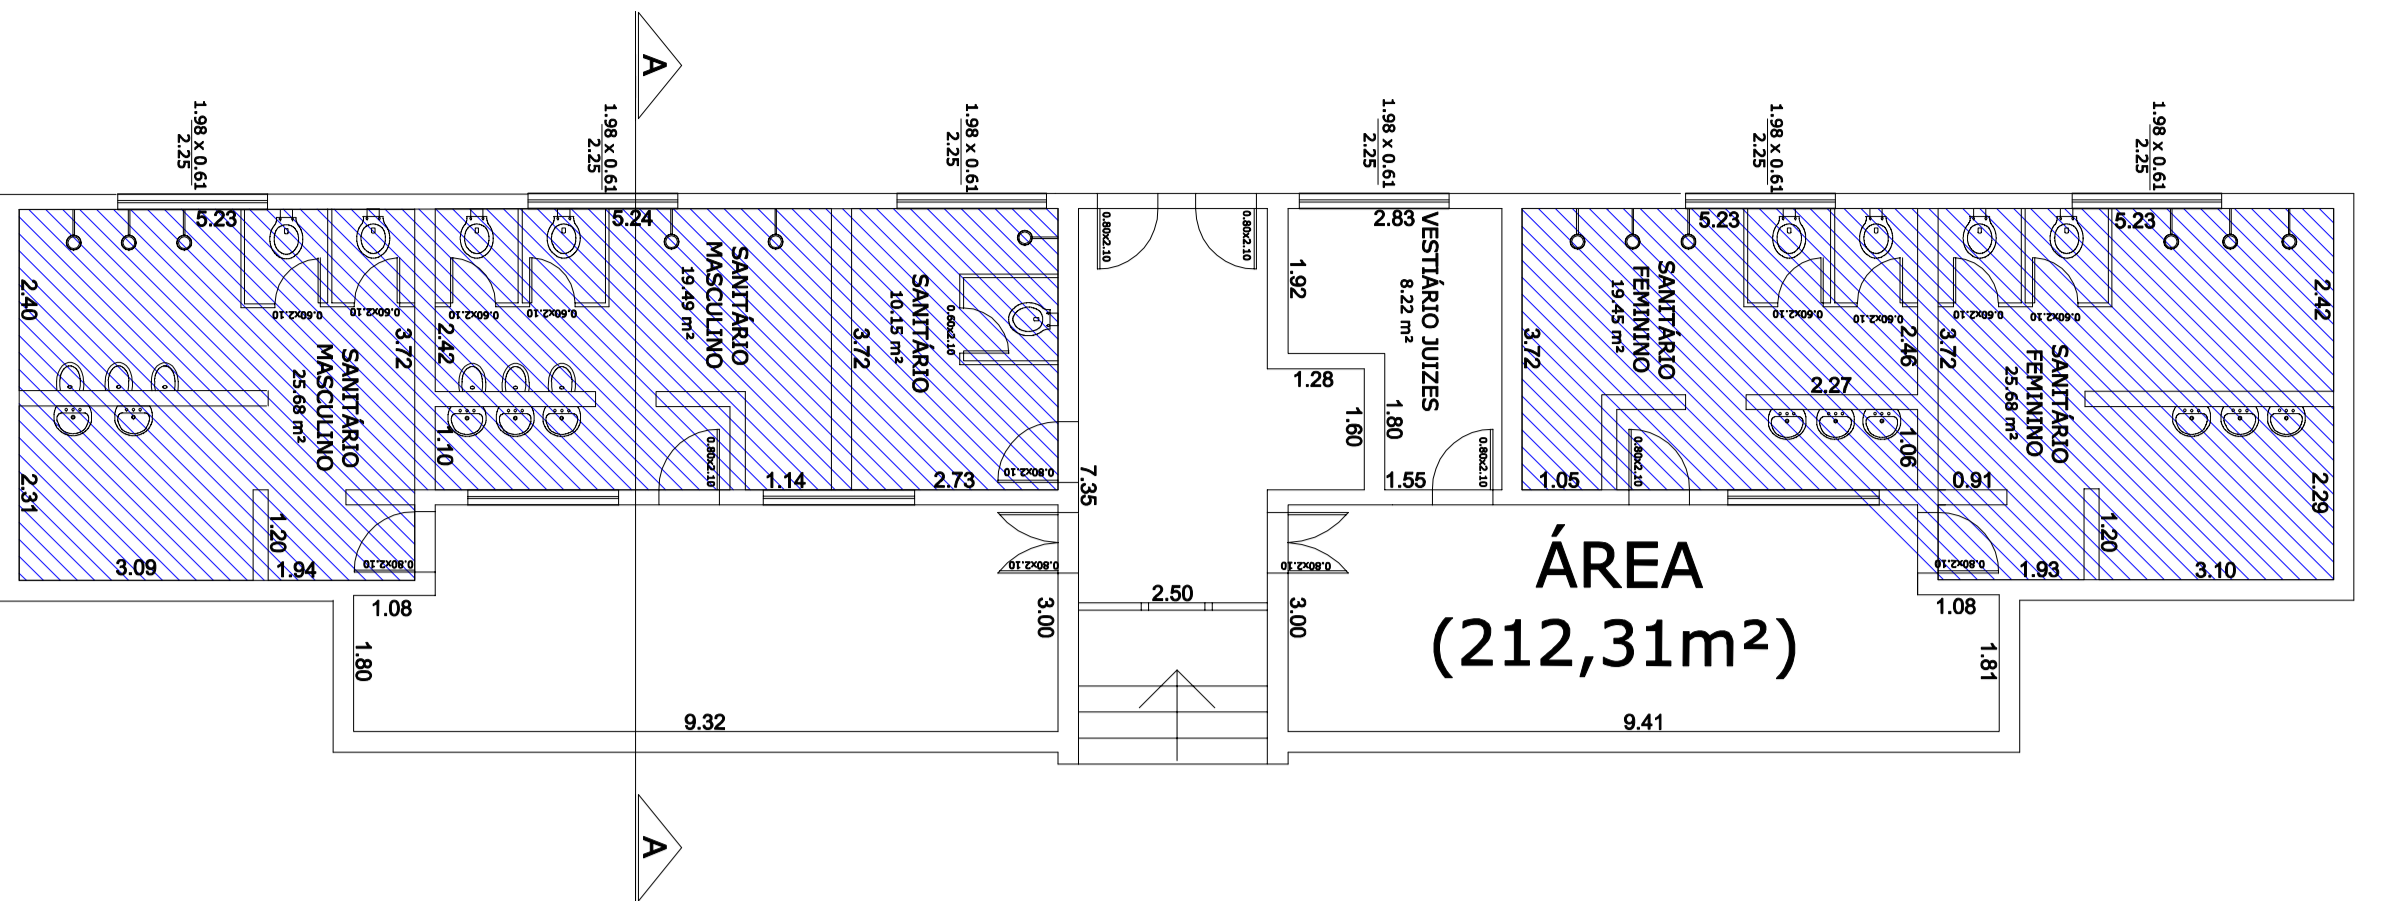 A
1.98 x 0.61
2.25
1.98 x 0.61
2.25
1.98 x 0.61
2.25
1.98 x 0.61
2.25
1.98 x 0.61
2.25
1.98 x 0.61
2.25
5.23
5.24
2.83
5.23
5.23
0.80x2.10
0.80x2.10
2.40
0.60x2.10
0.60x2.10
0.60x2.10
0.60x2.10
0.60x2.10
1.92
0.60x2.10
0.60x2.10
0.60x2.10
0.60x2.10
2.42
SANITÁRIO
MASCULINO
25.68 m²
3.72
2.42
SANITÁRIO
MASCULINO
19.49 m²
3.72
SANITÁRIO
10.15 m²
VESTIÁRIO JUIZES
8.22 m²
3.72
SANITÁRIO
FEMININO
19.45 m²
2.46
3.72
SANITÁRIO
FEMININO
25.68 m²
1.28
2.27
1.10
1.60
1.80
1.06
0.80x2.10
0.80x2.10
0.80x2.10
0.80x2.10
2.31
1.14
2.73
7.35
1.55
1.05
0.91
2.29
1.20
1.20
3.09
1.94
0.80x2.10
0.80x2.10
0.80x2.10
0.80x2.10
1.93
3.10
ÁREA
(212,31m²)
1.08
3.00
2.50
3.00
1.08
1.80
1.81
9.32
9.41
A